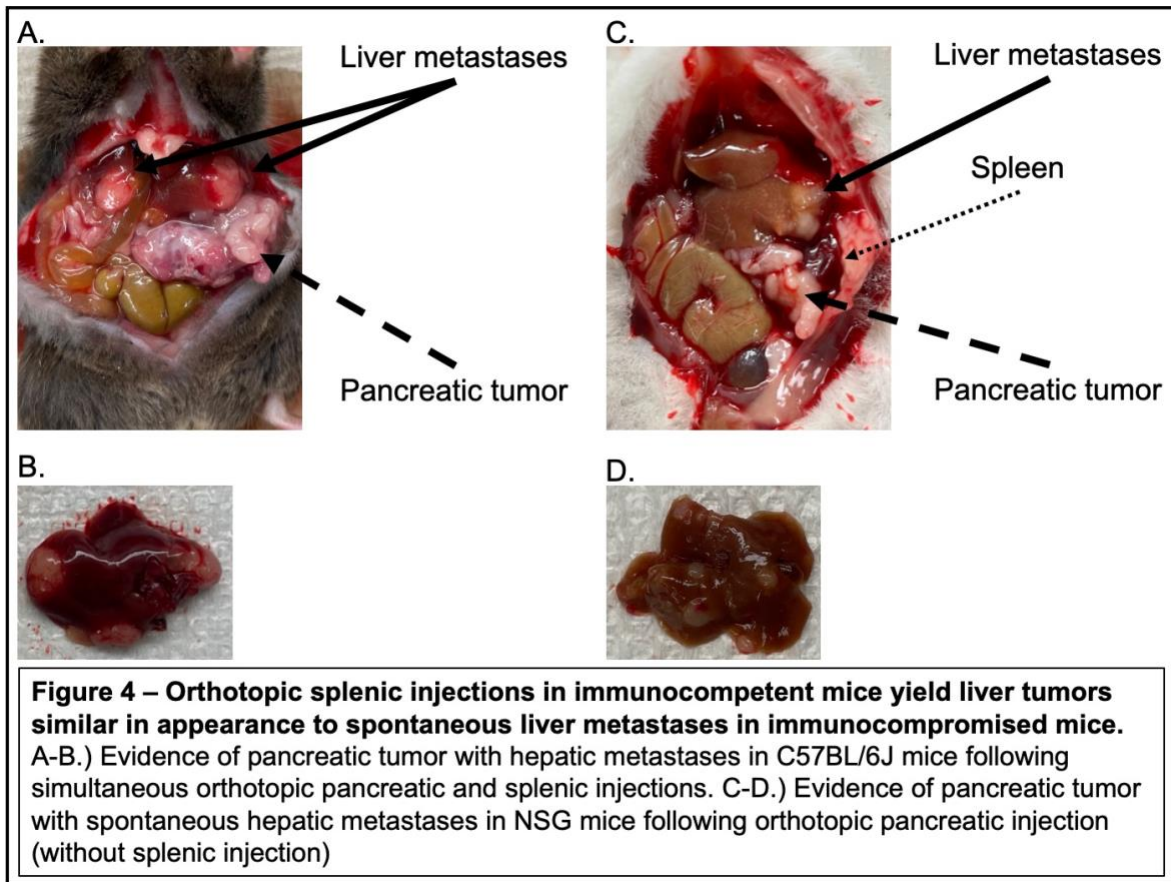 A.
Liver metastases
Pancreatic tumor
B.
C.
Liver metastases
Spleen
Pancreatic tumor
D.
Figure 4 – Orthotopic splenic injections in immunocompetent mice yield liver tumors
similar in appearance to spontaneous liver metastases in immunocompromised mice.
A-B.) Evidence of pancreatic tumor with hepatic metastases in C57BL/6J mice following
simultaneous orthotopic pancreatic and splenic injections. C-D.) Evidence of pancreatic tumor
with spontaneous hepatic metastases in NSG mice following orthotopic pancreatic injection
(without splenic injection)